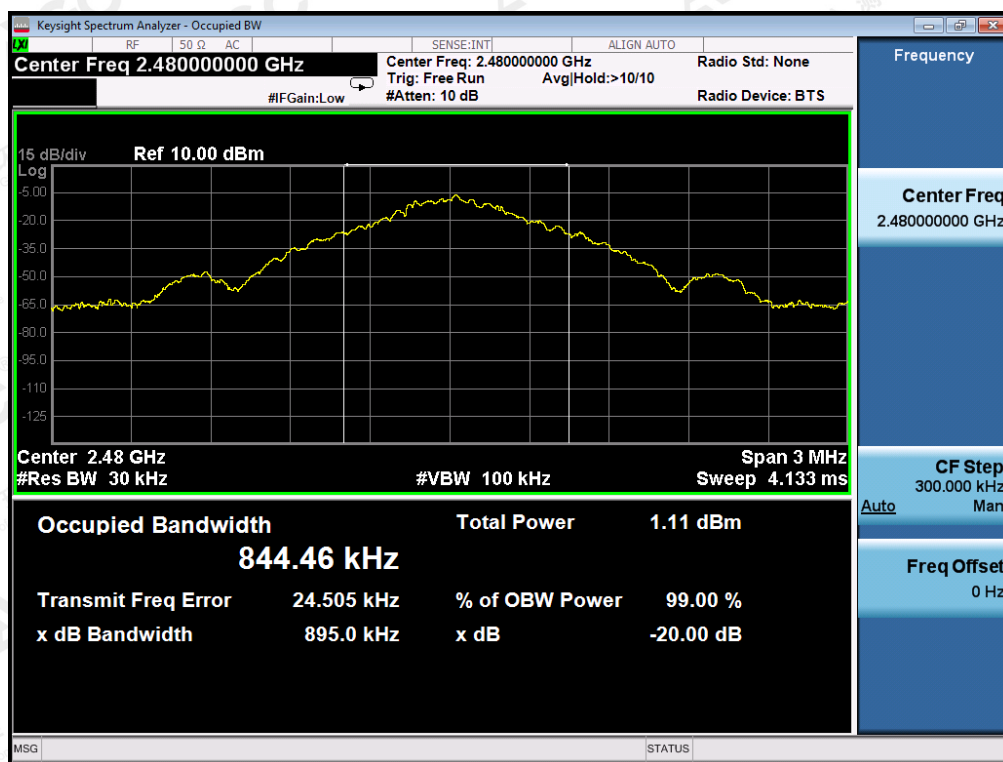 Keysight Spectrum Analyzer - Occupied BW
LXI RF 50 Ω AC SENSE:INT ALIGN AUTO
Center Freq 2.480000000 GHz
#IFGain:Low
Center Freq: 2.480000000 GHz
Trig: Free Run Avg|Hold:>10/10
#Atten: 10 dB
Radio Std: None
Radio Device: BTS
15 dB/div Ref 10.00 dBm
Log
-5.00
-20.0
-35.0
-50.0
-65.0
-80.0
-95.0
-110
-125
Center 2.48 GHz Span 3 MHz
#Res BW 30 kHz #VBW 100 kHz Sweep 4.133 ms
Occupied Bandwidth Total Power 1.11 dBm
844.46 kHz
Transmit Freq Error 24.505 kHz % of OBW Power 99.00 %
x dB Bandwidth 895.0 kHz x dB -20.00 dB
MSG STATUS
Frequency
Center Freq
2.480000000 GHz
CF Step
300.000 kHz
Auto Man
Freq Offset
0 Hz